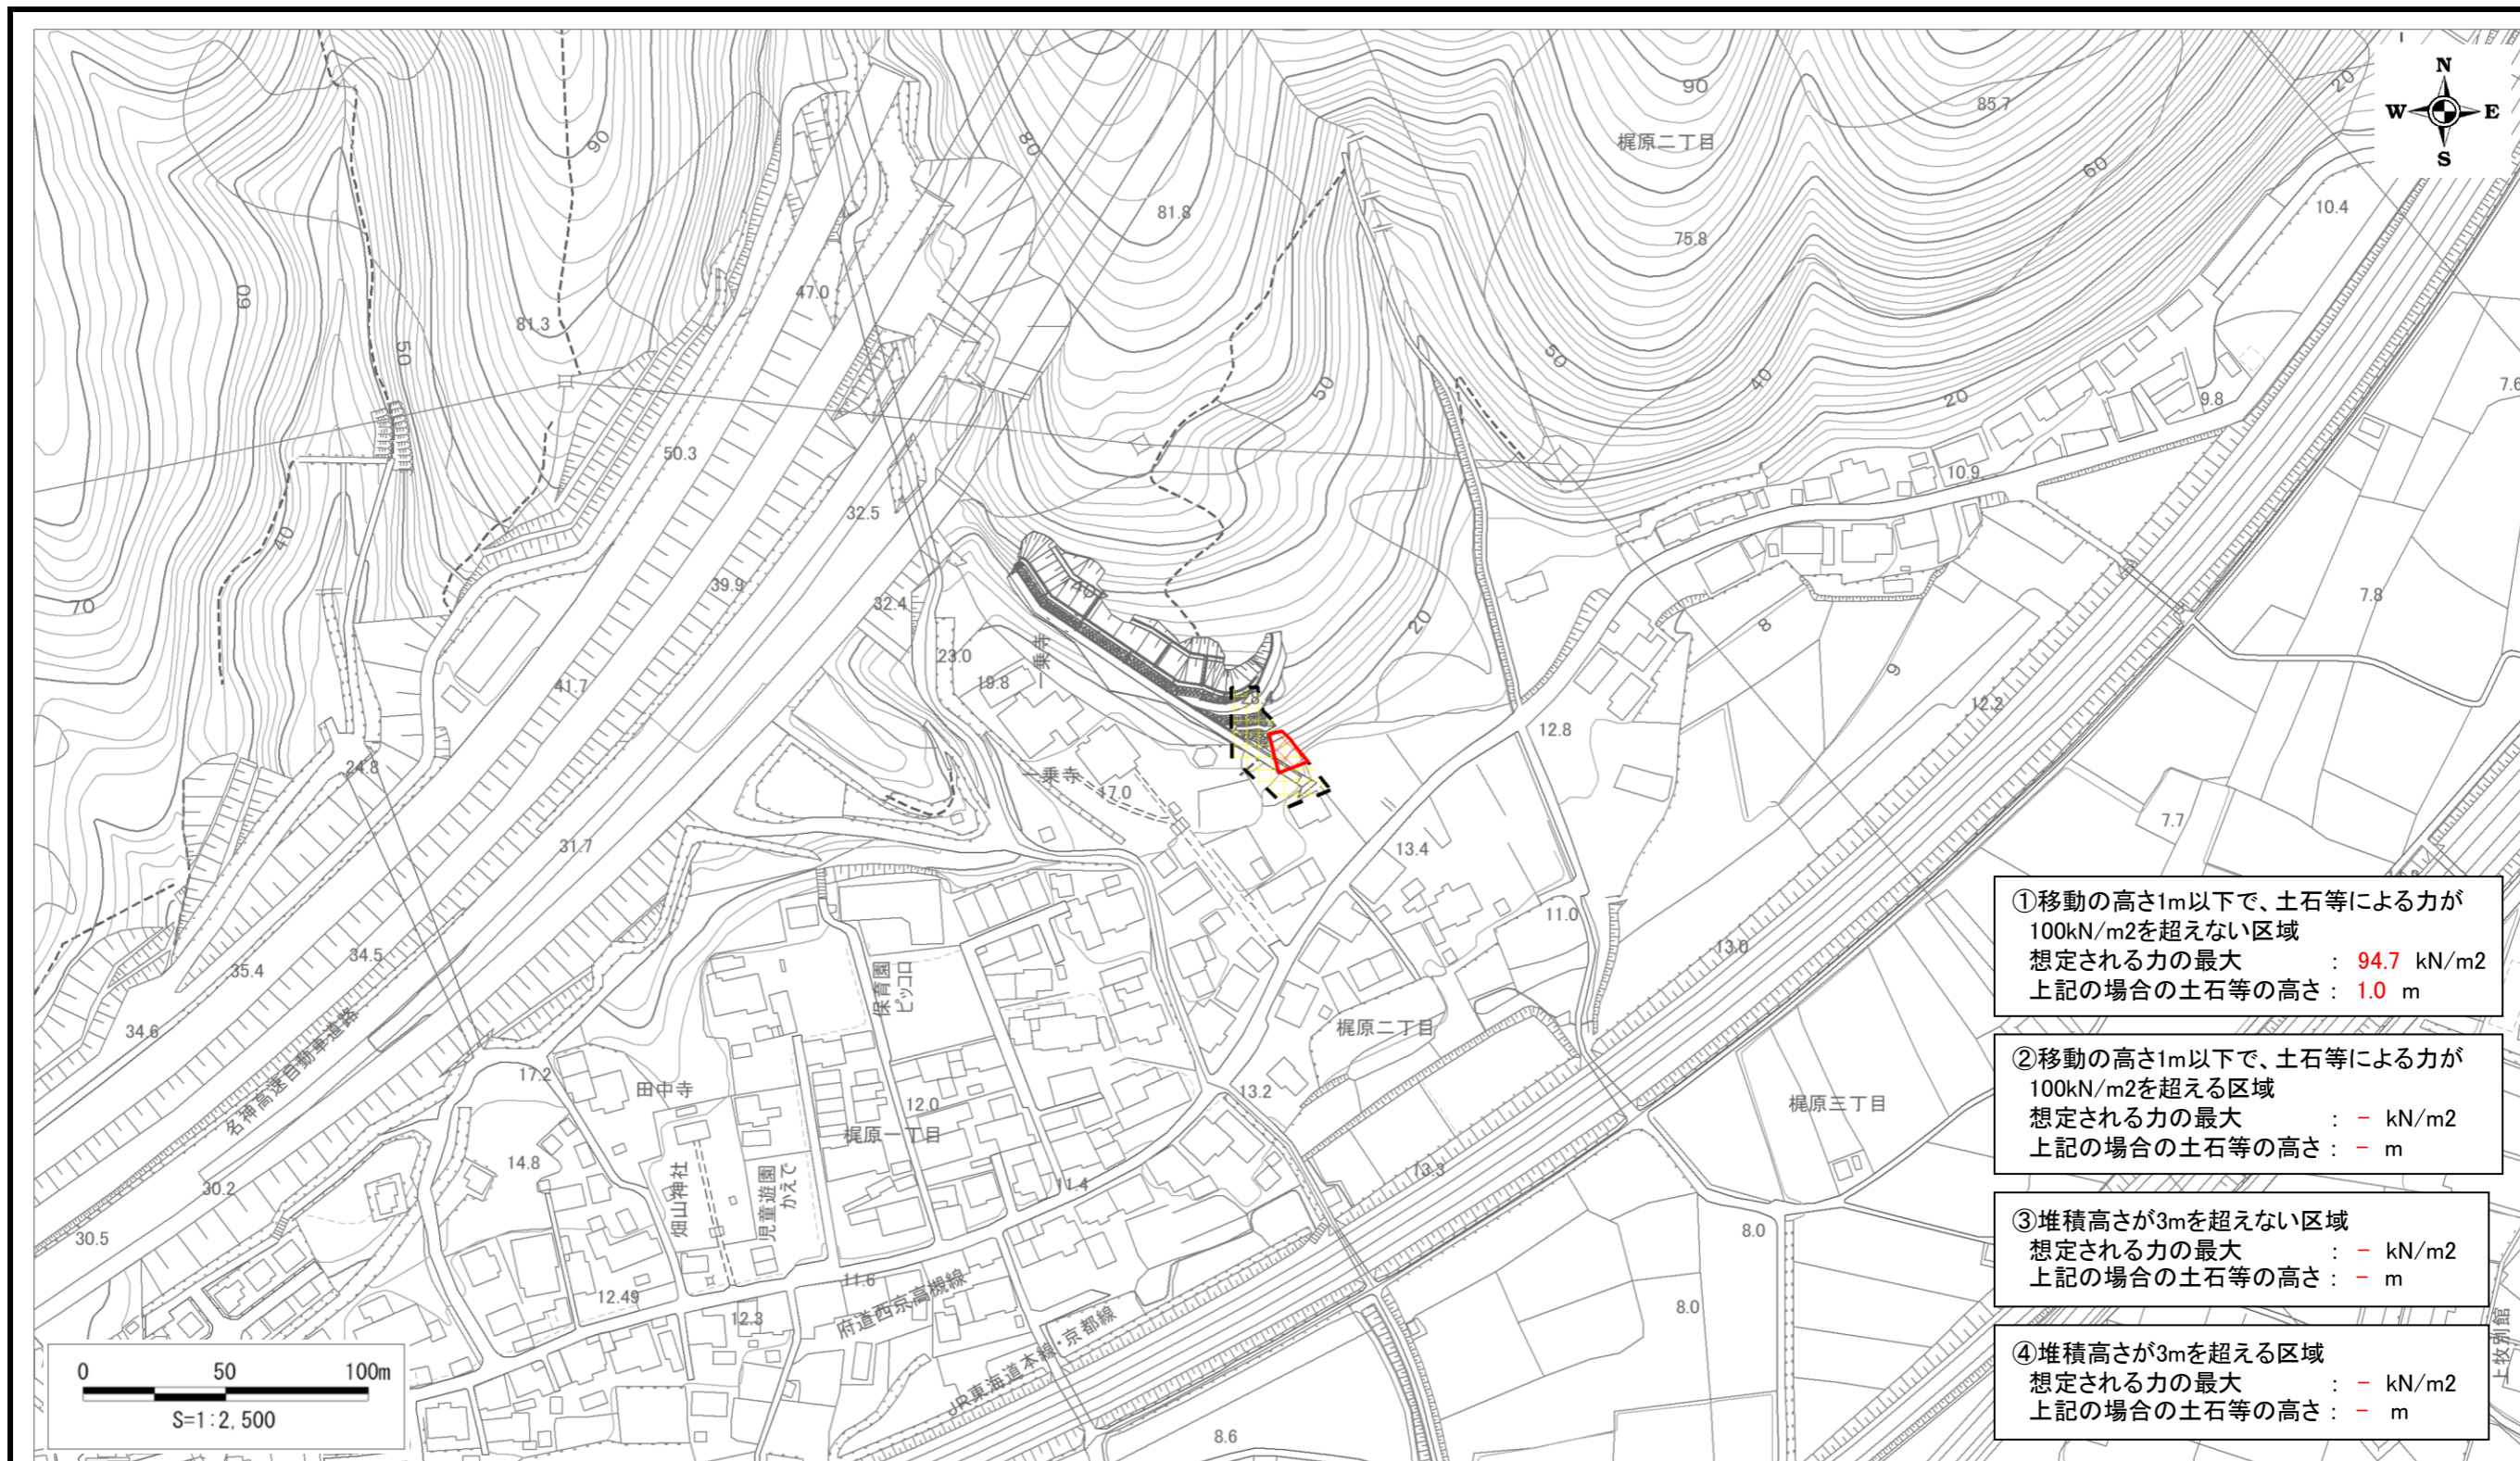 N
W E
S
90
梶原二丁目
85.7
20
60
90
80
81.8
75.8
10.4
47.0
60
81.3
50
50
50
40
20
9.8
7.6
50.3
32.5
10.9
40
39.9
32.4
40
20
8
7.8
70
23.0
19.8
一乗寺
41.7
28.4
9
12.2
12.8
24.8
一乗寺
17.0
31.7
13.4
7.7
11.0
13.0
35.4
34.5
保育園
ピッコロ
34.6
名神高速自動車道路
梶原二丁目
17.2
田中寺
12.0
13.2
梶原三丁目
梶原一丁目
14.8
畑山神社
児童遊園
かえで
11.4
13.3
30.2
30.5
8.0
11.6
12.49
12.3
府道西京高槻線
JR東海道本線・京都線
8.0
8.6
上牧別館
①移動の高さ1m以下で、土石等による力が
100kN/m2を超えない区域
想定される力の最大 : 94.7 kN/m2
上記の場合の土石等の高さ : 1.0 m
②移動の高さ1m以下で、土石等による力が
100kN/m2を超える区域
想定される力の最大 : − kN/m2
上記の場合の土石等の高さ : − m
③堆積高さが3mを超えない区域
想定される力の最大 : − kN/m2
上記の場合の土石等の高さ : − m
④堆積高さが3mを超える区域
想定される力の最大 : − kN/m2
上記の場合の土石等の高さ : − m
0 50 100m
S=1:2,500